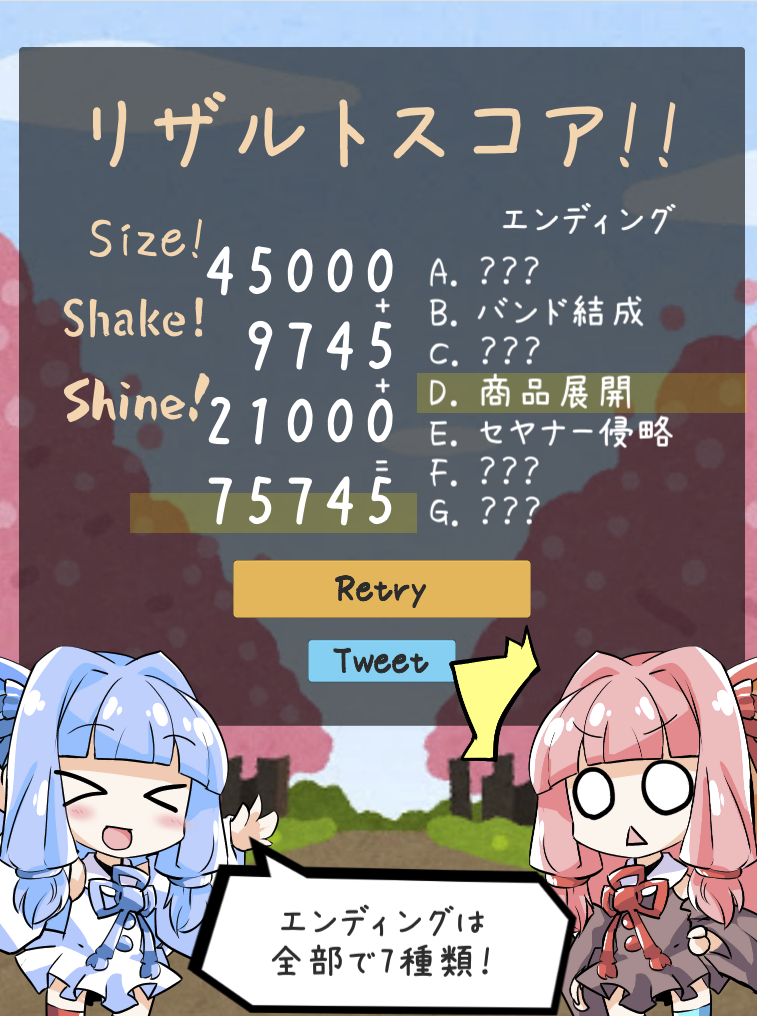 リザルトスコア!!
エンディング
Size!
45000
+
Shake!
9745
+
Shine!
21000
=
75745
A. ???
B. バンド結成
C. ???
D. 商品展開
E. セヤナー侵略
F. ???
G. ???
Retry
Tweet
エンディングは
全部で7種類!